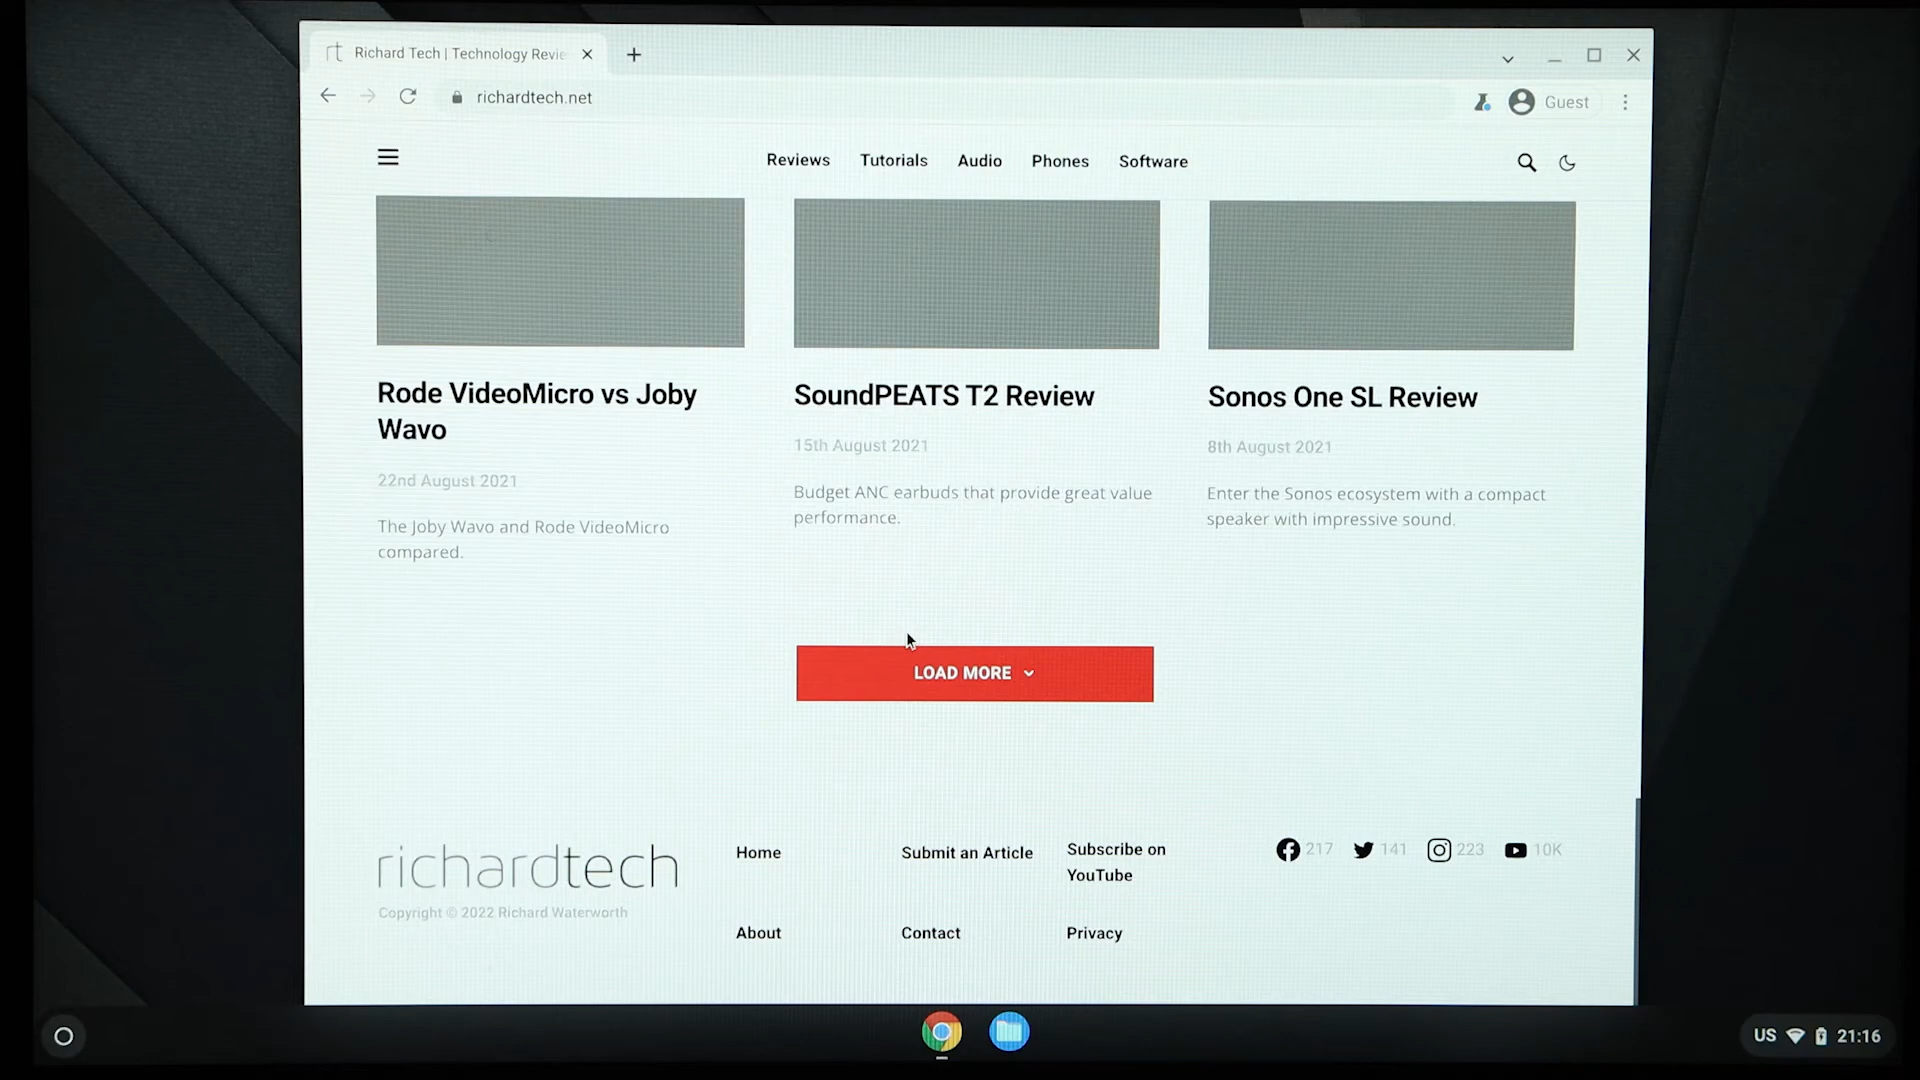 Richard Tech | Technology Revie
richardtech.net
Guest
Reviews Tutorials Audio Phones Software
Rode VideoMicro vs Joby
Wavo
22nd August 2021
The Joby Wavo and Rode VideoMicro
compared.
SoundPEATS T2 Review
15th August 2021
Budget ANC earbuds that provide great value
performance.
Sonos One SL Review
8th August 2021
Enter the Sonos ecosystem with a compact
speaker with impressive sound.
LOAD MORE
richardtech
Copyright © 2022 Richard Waterworth
Home
Submit an Article
Subscribe on
YouTube
About
Contact
Privacy
217 141 223 10K
US 21:16